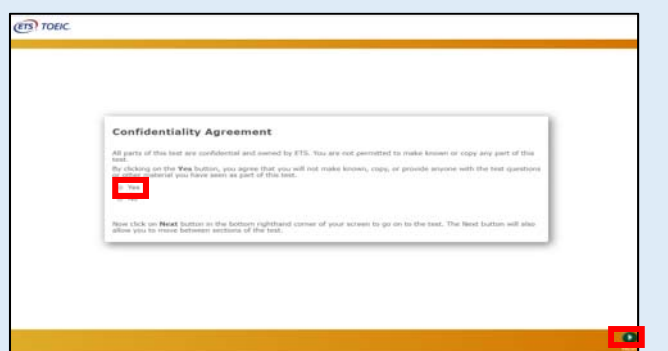 ETS TOEIC.
Confidentiality Agreement
All parts of this test are confidential and owned by ETS. You are not permitted to make known or copy any part of this
test.
By clicking on the Yes button, you agree that you will not make known, copy, or provide anyone with the test questions
or other material you have seen as part of this test.
Yes
Now click on Next button in the bottom righthand corner of your screen to go on to the test. The Next button will also
allow you to move between sections of the test.